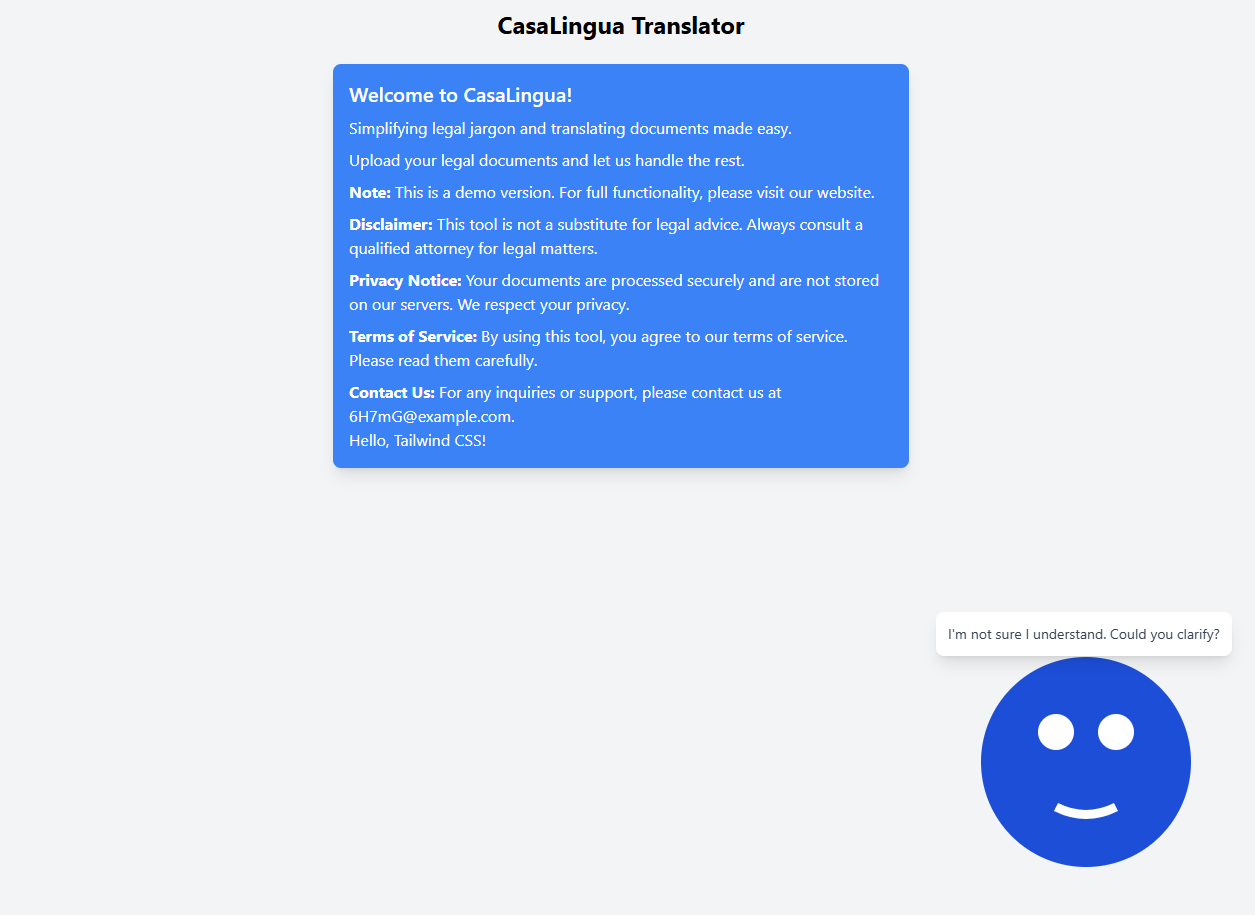 CasaLingua Translator
Welcome to CasaLingua!
Simplifying legal jargon and translating documents made easy.
Upload your legal documents and let us handle the rest.
Note: This is a demo version. For full functionality, please visit our website.
Disclaimer: This tool is not a substitute for legal advice. Always consult a
qualified attorney for legal matters.
Privacy Notice: Your documents are processed securely and are not stored
on our servers. We respect your privacy.
Terms of Service: By using this tool, you agree to our terms of service.
Please read them carefully.
Contact Us: For any inquiries or support, please contact us at
6H7mG@example.com.
Hello, Tailwind CSS!
I'm not sure I understand. Could you clarify?